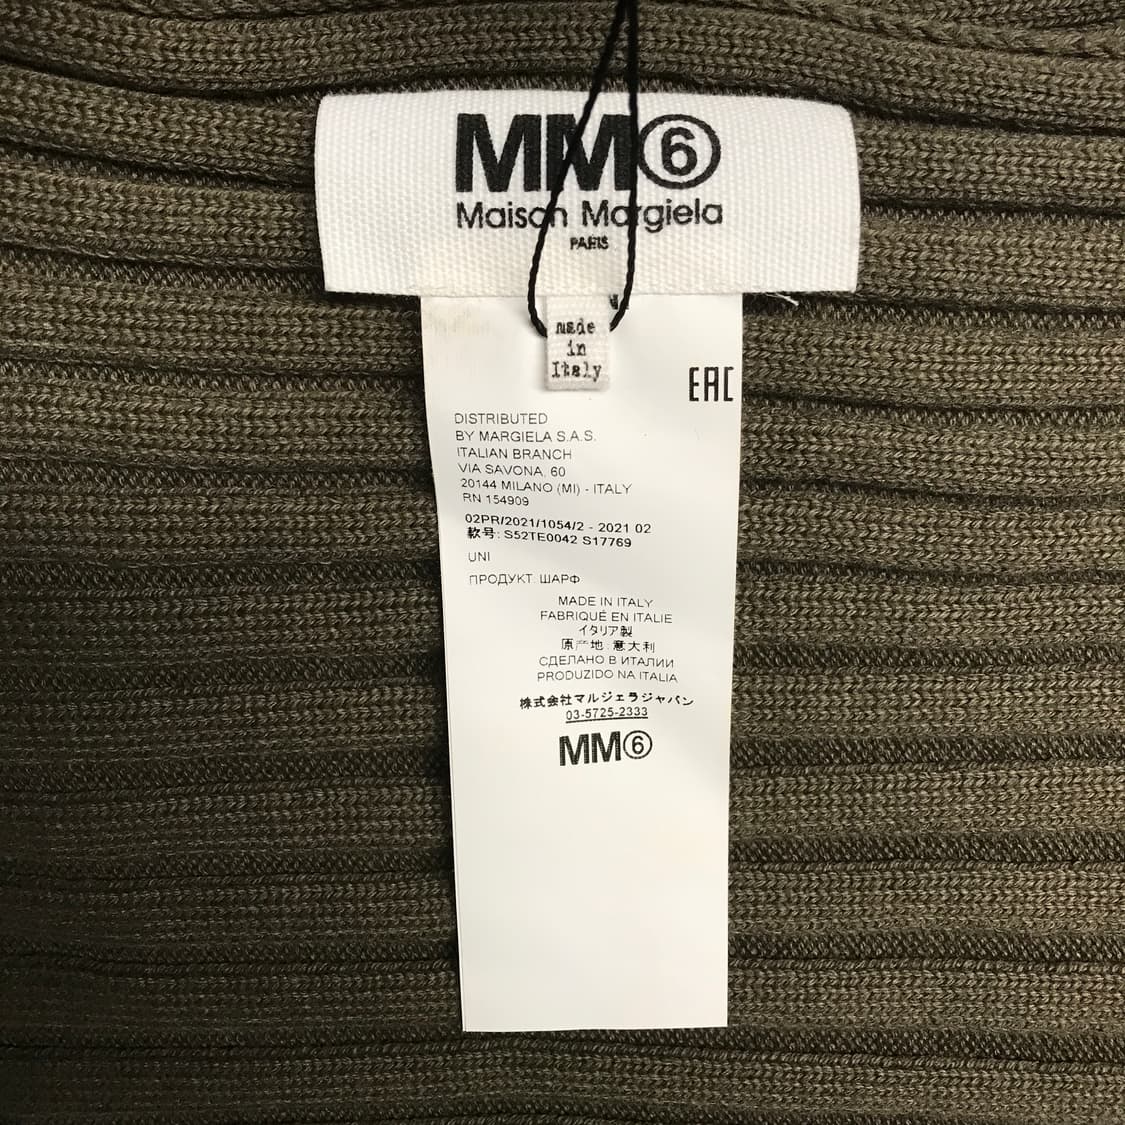 MM⑥
Maison Margiela
PARIS
made
in
Italy
EAC
DISTRIBUTED
BY MARGIELA S.A.S.
ITALIAN BRANCH
VIA SAVONA, 60
20144 MILANO (MI) - ITALY
RN 154909
02PR/2021/1054/2 - 2021 02
款号: S52TE0042 S17769
UNI
ПРОДУКТ: ШАРФ
MADE IN ITALY
FABRIQUÉ EN ITALIE
イタリア製
原产地: 意大利
СДЕЛАНО В ИТАЛИИ
PRODUZIDO NA ITALIA
株式会社マルジェラジャパン
03-5725-2333
MM⑥